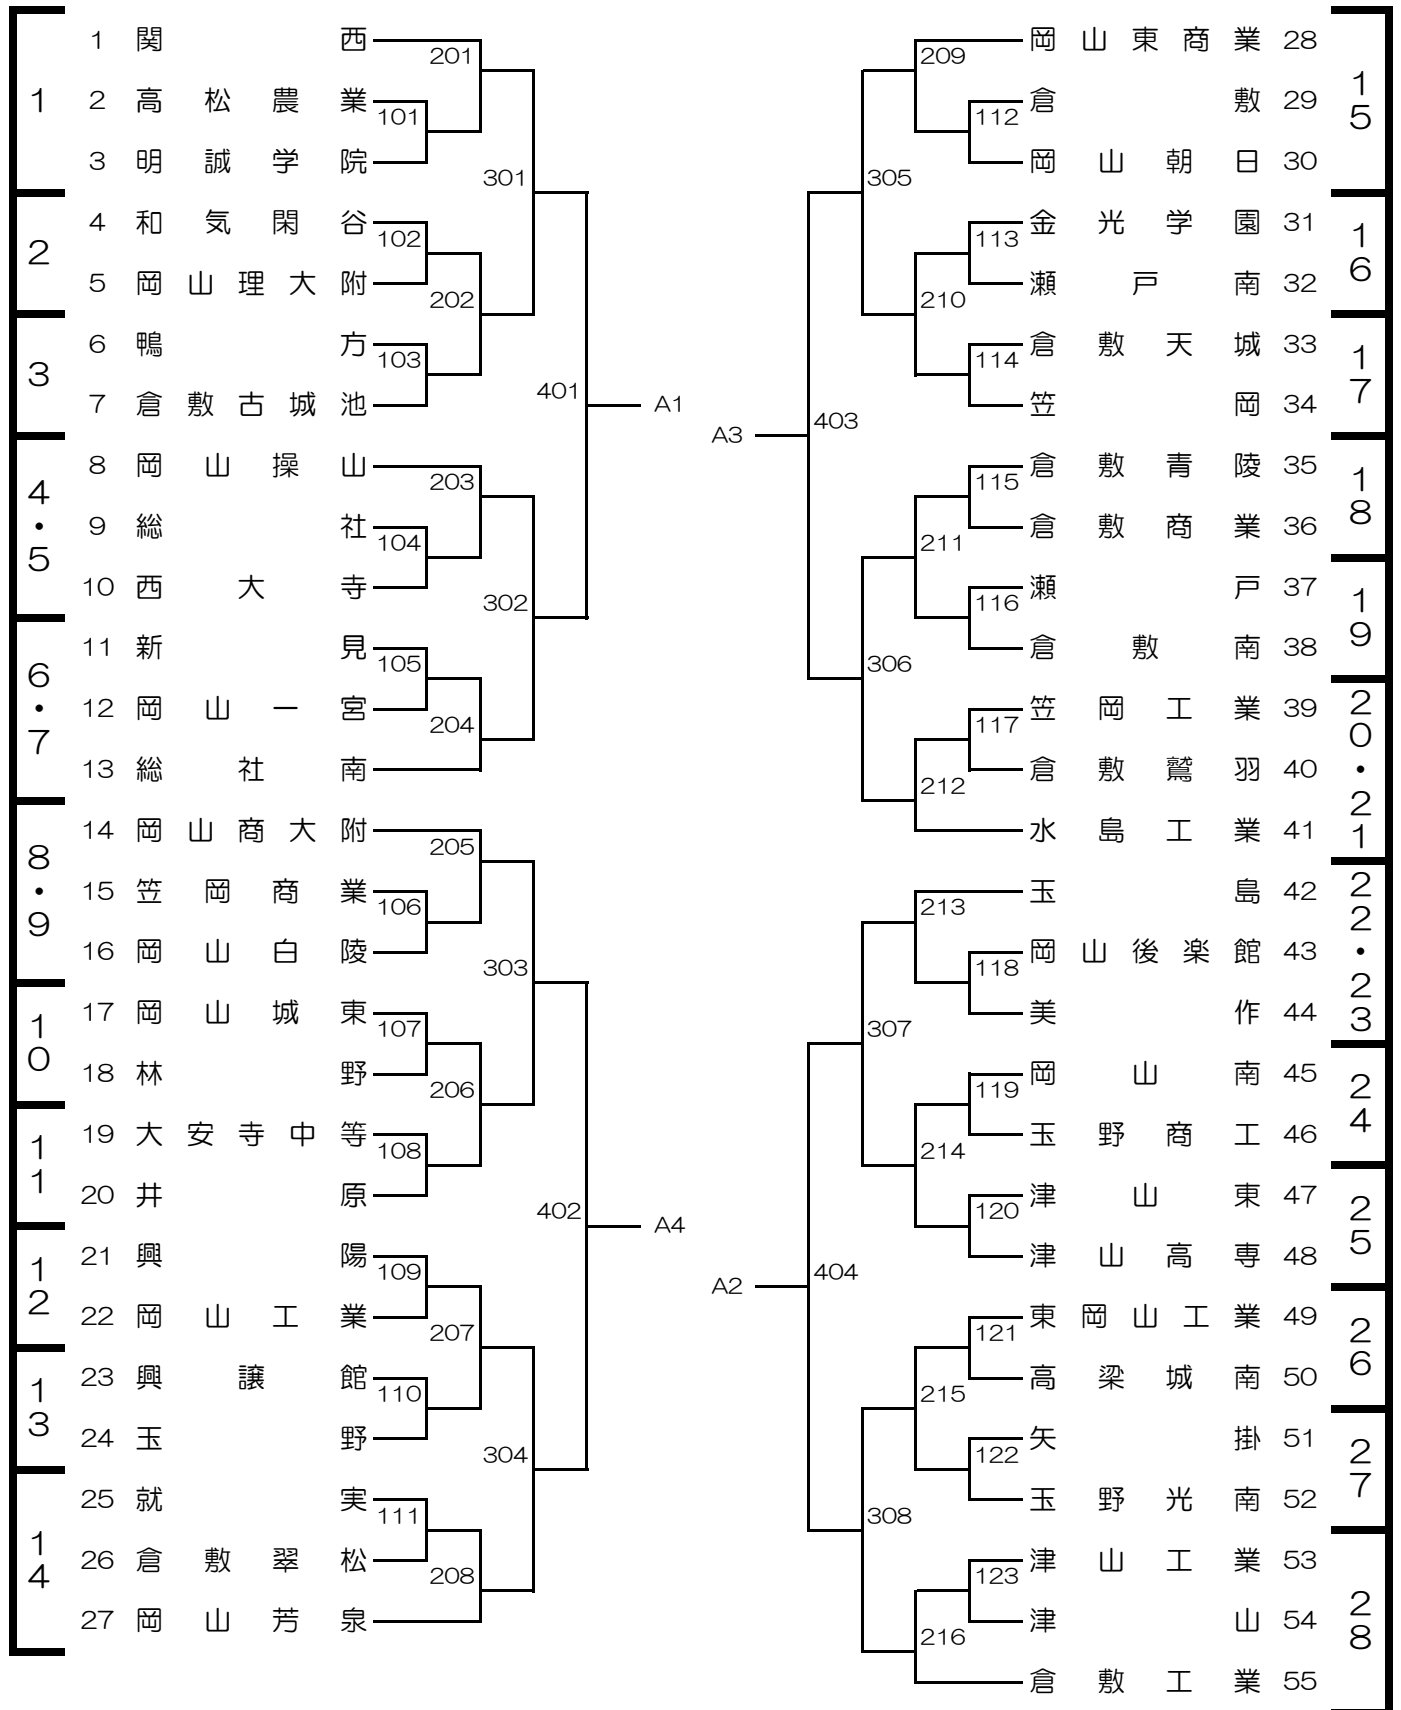 1
1 関西
2 高松農業
3 明誠学院
2
4 和気閑谷
5 岡山理大附
3
6 鴨方
7 倉敷古城池
4・5
8 岡山操山
9 総社
10 西大寺
6・7
11 新見
12 岡山一宮
13 総社南
8・9
14 岡山商大附
15 笠岡商業
16 岡山白陵
10
17 岡山城東
18 林野
11
19 大安寺中等
20 井原
12
21 興陽
22 岡山工業
13
23 興譲館
24 玉野
14
25 就実
26 倉敷翠松
27 岡山芳泉
201
101
102
202
103
203
104
105
204
205
106
107
206
108
109
207
110
111
208
301
302
303
304
401
402
A1
A4
A3
A2
403
404
305
306
307
308
209
112
113
210
114
115
211
116
117
212
213
118
119
214
120
121
215
122
123
216
岡山東商業 28
倉敷 29
岡山朝日 30
15
金光学園 31
瀬戸南 32
16
倉敷天城 33
笠岡 34
17
倉敷青陵 35
倉敷商業 36
18
瀬戸 37
倉敷南 38
19
笠岡工業 39
倉敷鷲羽 40
水島工業 41
20・21
玉島 42
岡山後楽館 43
美作 44
22・23
岡山南 45
玉野商工 46
24
津山東 47
津山高専 48
25
東岡山工業 49
高梁城南 50
26
矢掛 51
玉野光南 52
27
津山工業 53
津山 54
倉敷工業 55
28